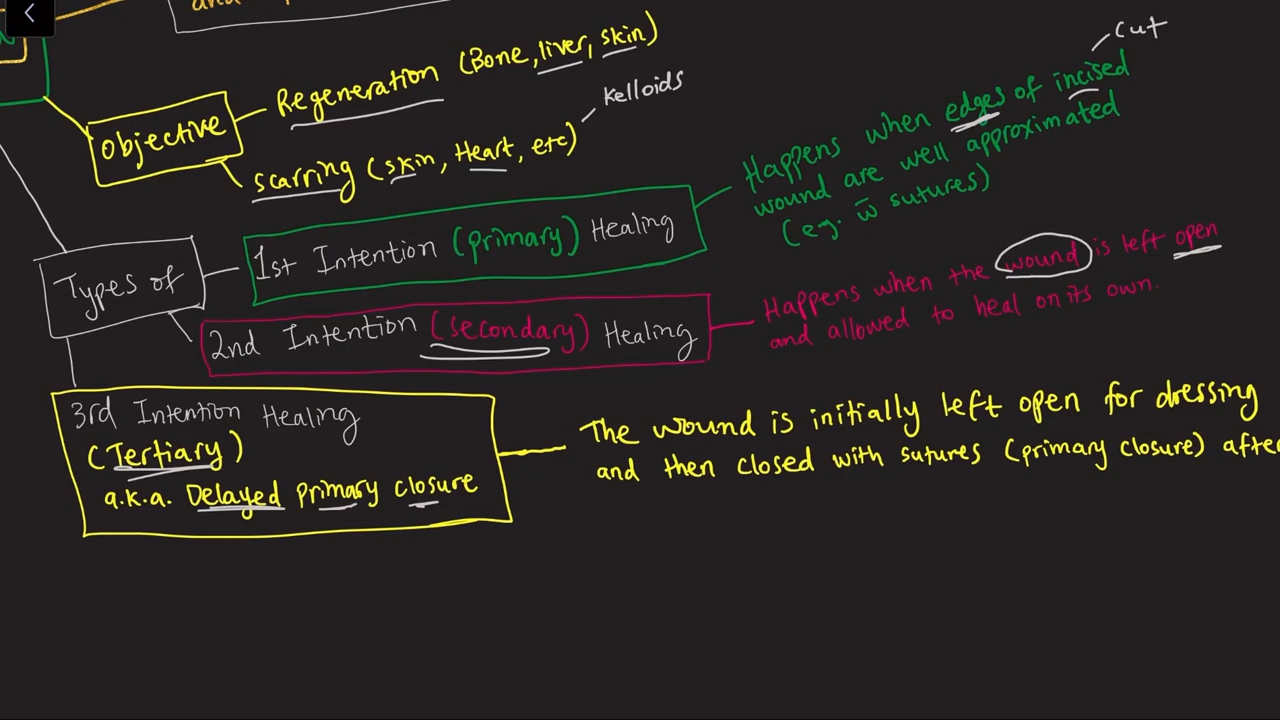 Objective
Regeneration (Bone, liver, skin)
scarring (skin, Heart, etc)
Kelloids
Types of
1st Intention (primary) Healing
Happens when edges of incised
wound are well approximated
(e.g. w̄ sutures)
cut
2nd Intention (secondary) Healing
Happens when the wound is left open
and allowed to heal on its own.
3rd Intention Healing
(Tertiary)
a.k.a. Delayed primary closure
The wound is initially left open for dressing
and then closed with sutures (primary closure) after